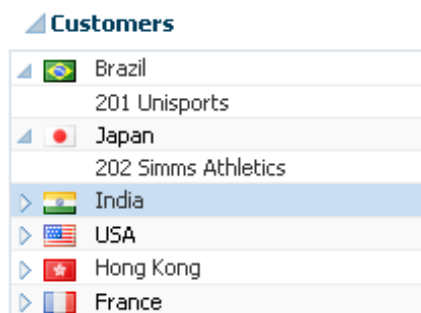 Customers
Brazil
201 Unisports
Japan
202 Simms Athletics
India
USA
Hong Kong
France